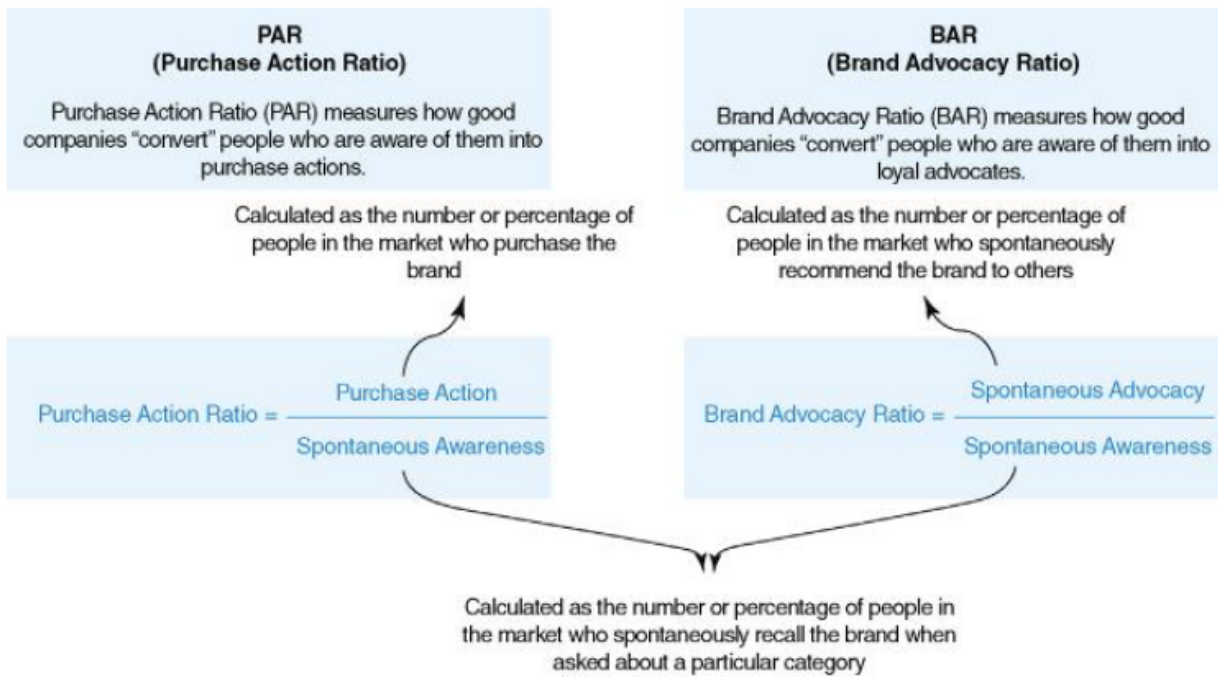 PAR
(Purchase Action Ratio)
Purchase Action Ratio (PAR) measures how good
companies “convert” people who are aware of them into
purchase actions.
BAR
(Brand Advocacy Ratio)
Brand Advocacy Ratio (BAR) measures how good
companies “convert” people who are aware of them into
loyal advocates.
Calculated as the number or percentage of
people in the market who purchase the
brand
Calculated as the number or percentage of
people in the market who spontaneously
recommend the brand to others
Purchase Action Ratio =
Purchase Action
Spontaneous Awareness
Brand Advocacy Ratio =
Spontaneous Advocacy
Spontaneous Awareness
Calculated as the number or percentage of people in
the market who spontaneously recall the brand when
asked about a particular category